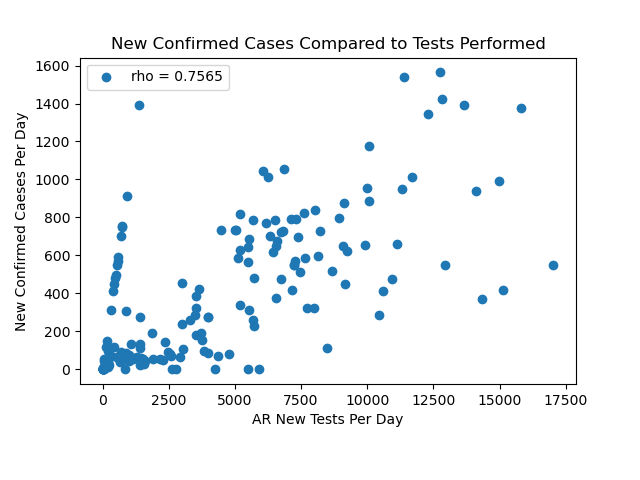 New Confirmed Cases Compared to Tests Performed
rho = 0.7565
New Confirmed Caeses Per Day
1600
1400
1200
1000
800
600
400
200
0
0 2500 5000 7500 10000 12500 15000 17500
AR New Tests Per Day